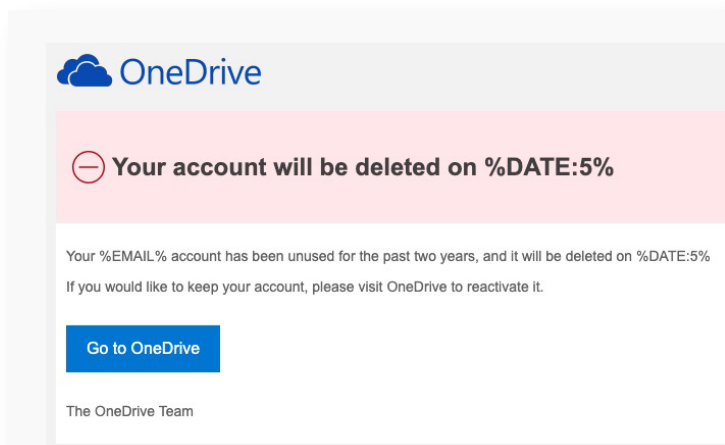 OneDrive
Your account will be deleted on %DATE:5%
Your %EMAIL% account has been unused for the past two years, and it will be deleted on %DATE:5%
If you would like to keep your account, please visit OneDrive to reactivate it.
Go to OneDrive
The OneDrive Team